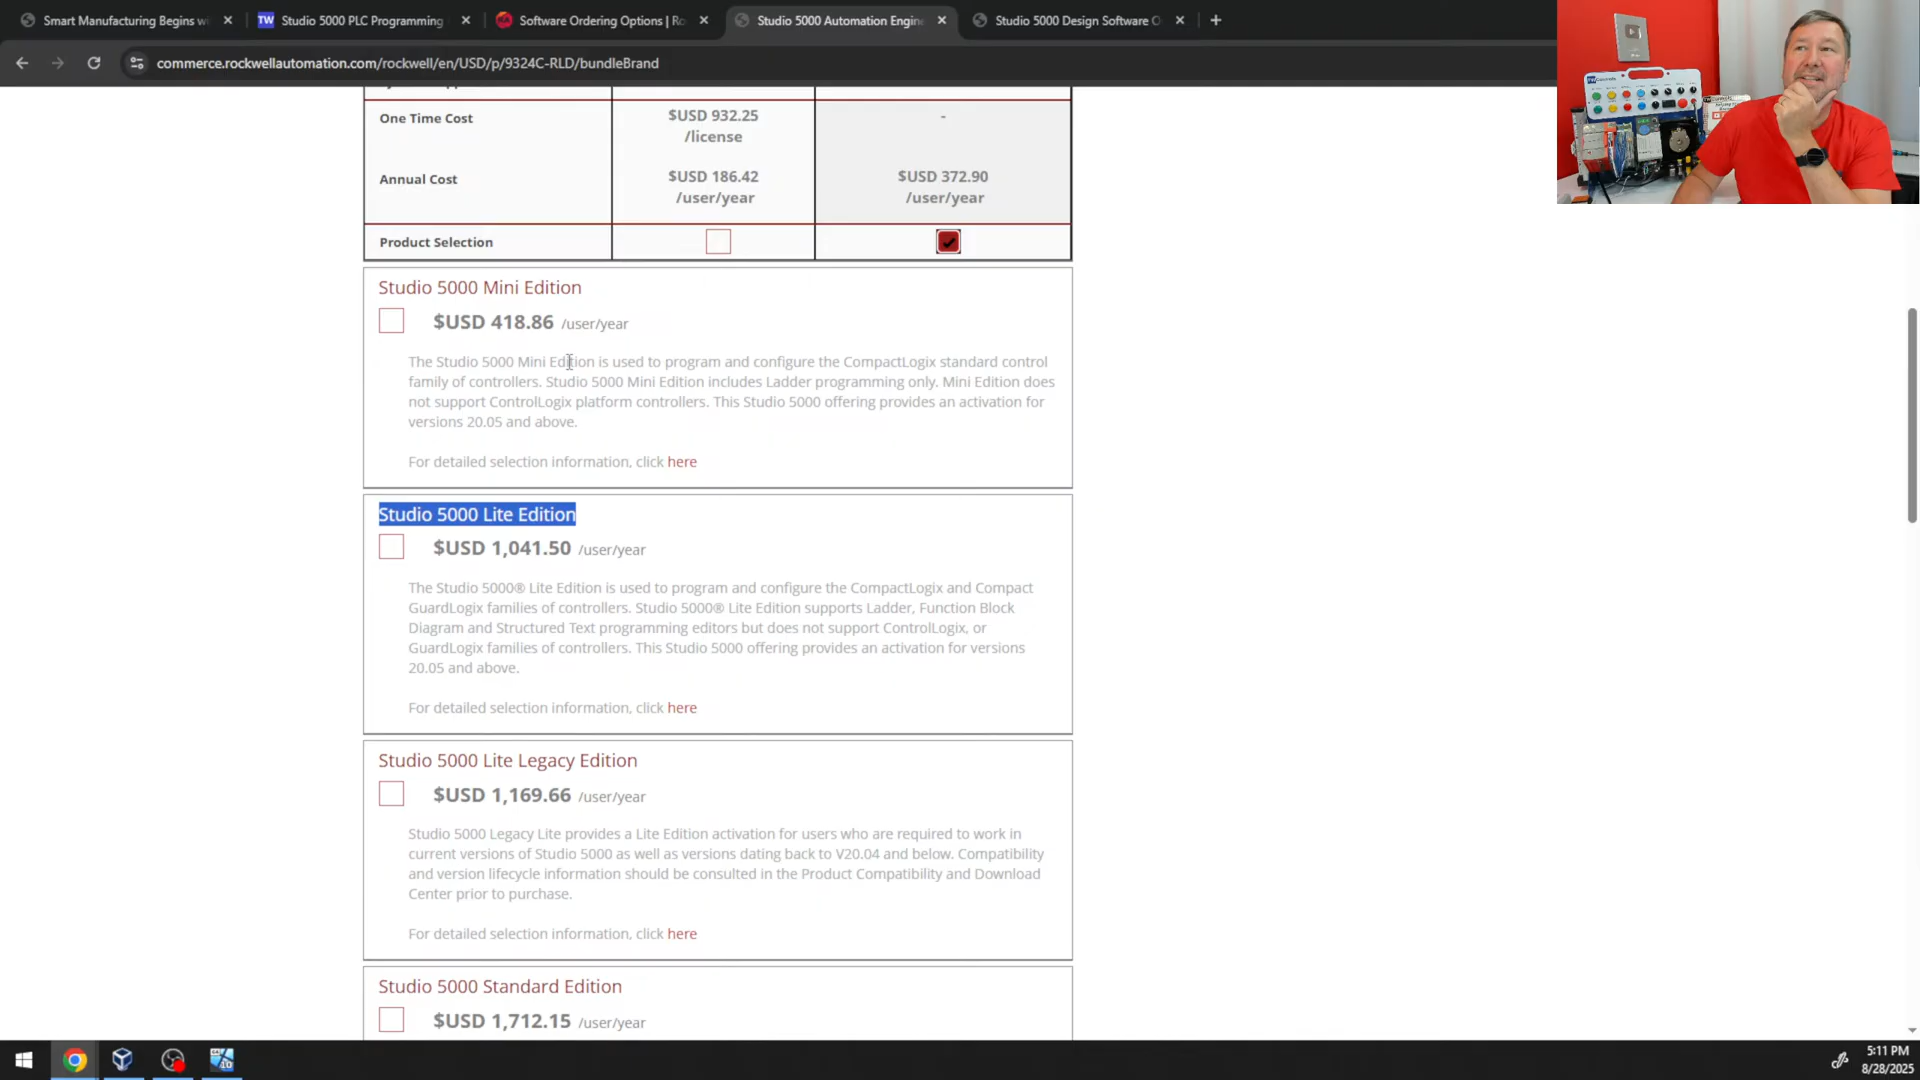 Smart Manufacturing Begins wi
TW Studio 5000 PLC Programming
Software Ordering Options | Ro
Studio 5000 Automation Engine
Studio 5000 Design Software O
commerce.rockwellautomation.com/rockwell/en/USD/p/9324C-RLD/bundleBrand
One Time Cost
$USD 932.25
/license
-
Annual Cost
$USD 186.42
/user/year
$USD 372.90
/user/year
Product Selection
Studio 5000 Mini Edition
$USD 418.86 /user/year
The Studio 5000 Mini Edition is used to program and configure the CompactLogix standard control
family of controllers. Studio 5000 Mini Edition includes Ladder programming only. Mini Edition does
not support ControlLogix platform controllers. This Studio 5000 offering provides an activation for
versions 20.05 and above.
For detailed selection information, click here
Studio 5000 Lite Edition
$USD 1,041.50 /user/year
The Studio 5000® Lite Edition is used to program and configure the CompactLogix and Compact
GuardLogix families of controllers. Studio 5000® Lite Edition supports Ladder, Function Block
Diagram and Structured Text programming editors but does not support ControlLogix, or
GuardLogix families of controllers. This Studio 5000 offering provides an activation for versions
20.05 and above.
For detailed selection information, click here
Studio 5000 Lite Legacy Edition
$USD 1,169.66 /user/year
Studio 5000 Legacy Lite provides a Lite Edition activation for users who are required to work in
current versions of Studio 5000 as well as versions dating back to V20.04 and below. Compatibility
and version lifecycle information should be consulted in the Product Compatibility and Download
Center prior to purchase.
For detailed selection information, click here
Studio 5000 Standard Edition
$USD 1,712.15 /user/year
5:11 PM
8/28/2025